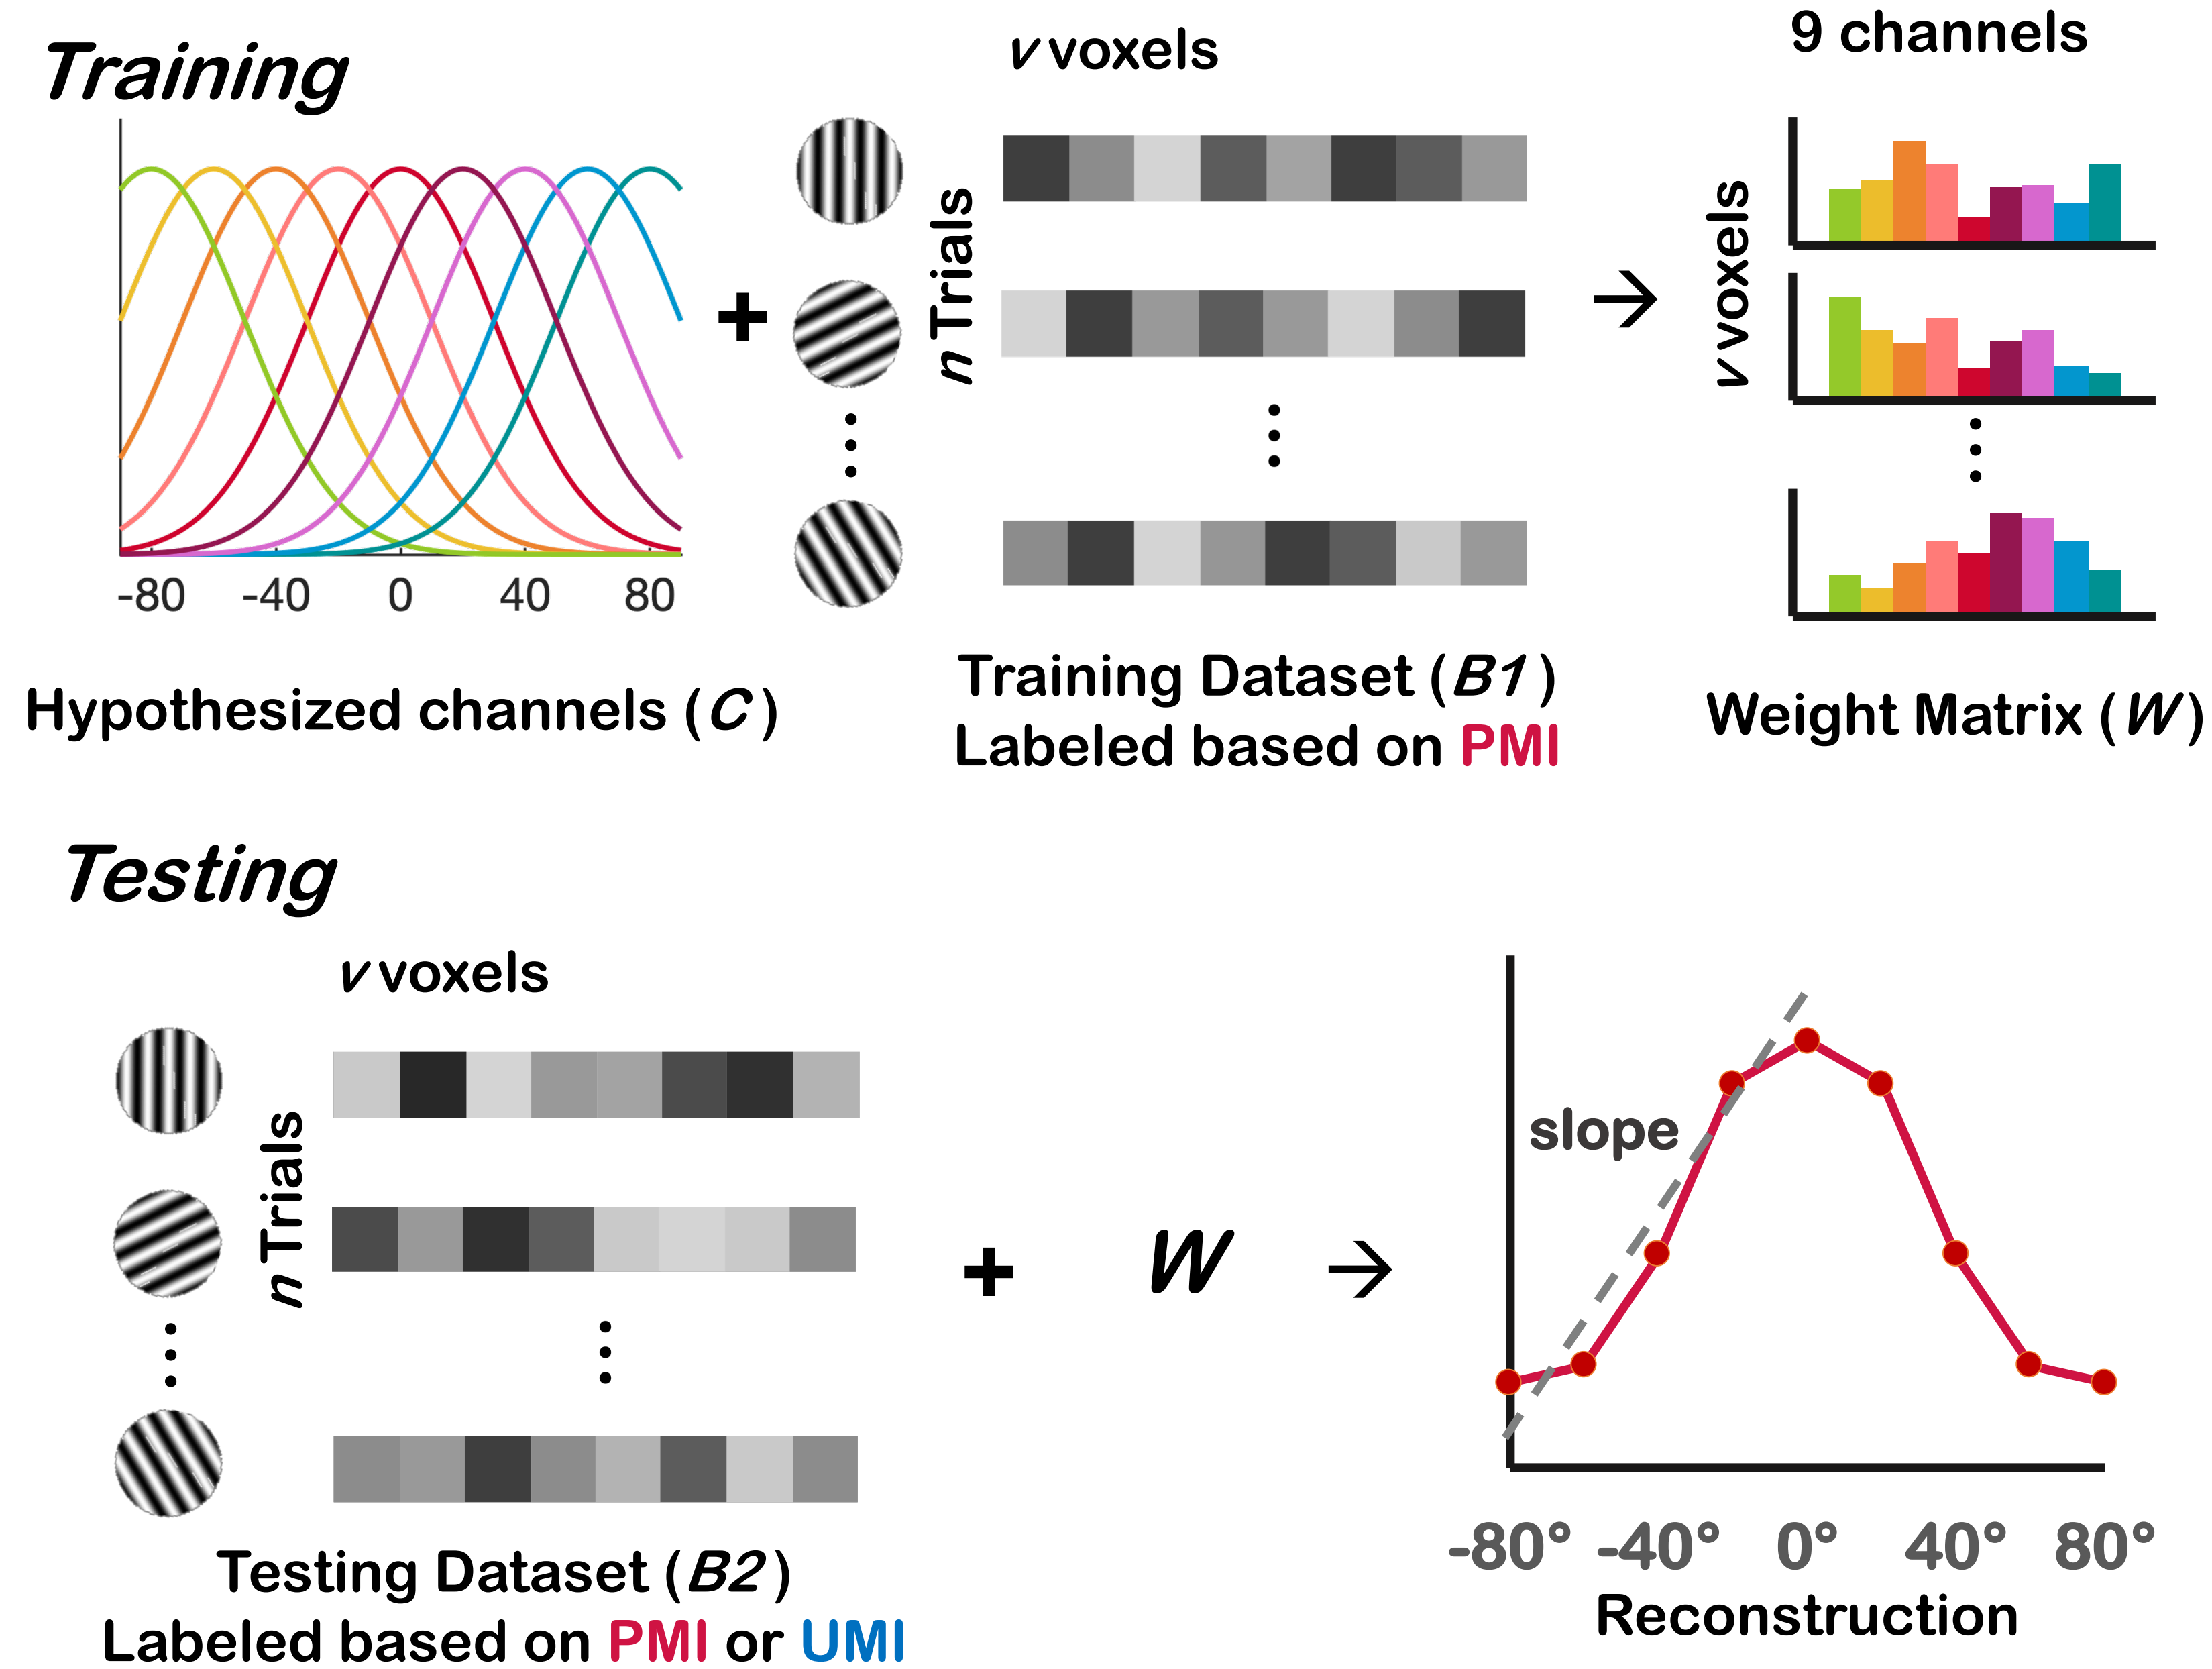 Training
-80 -40 0 40 80
Hypothesized channels (C)
+
v voxels
n Trials
Training Dataset (B1)
Labeled based on PMI
→
9 channels
v voxels
Weight Matrix (W)
Testing
v voxels
n Trials
Testing Dataset (B2)
Labeled based on PMI or UMI
+
W
→
slope
-80° -40° 0° 40° 80°
Reconstruction